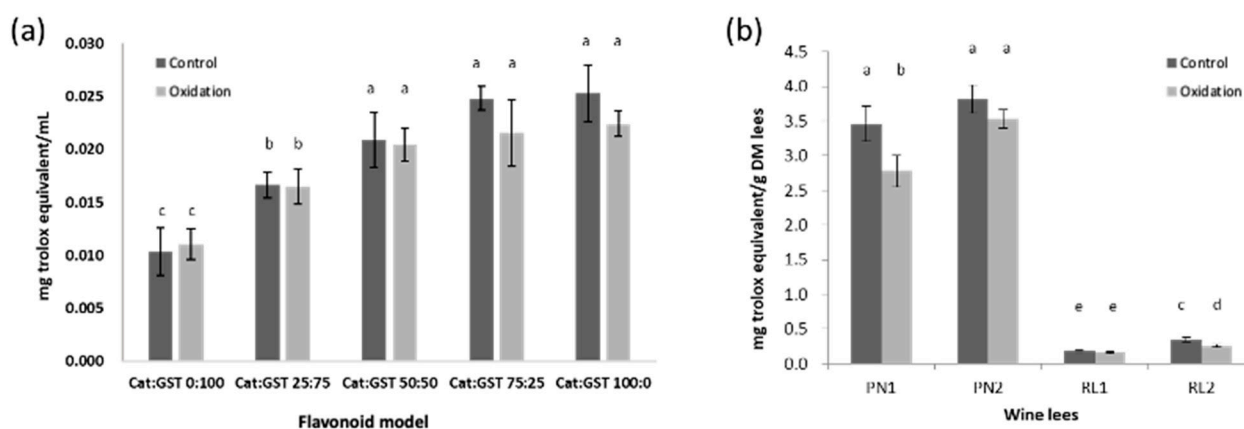 (a)
0.030
0.025
0.020
0.015
0.010
0.005
0.000
mg trolox equivalent/mL
Control
Oxidation
c c
b b
a a
a a
a a
Cat:GST 0:100 Cat:GST 25:75 Cat:GST 50:50 Cat:GST 75:25 Cat:GST 100:0
Flavonoid model
(b)
4.5
4.0
3.5
3.0
2.5
2.0
1.5
1.0
0.5
0.0
mg trolox equivalent/g DM lees
Control
Oxidation
a b
a a
e e
c d
PN1 PN2 RL1 RL2
Wine lees